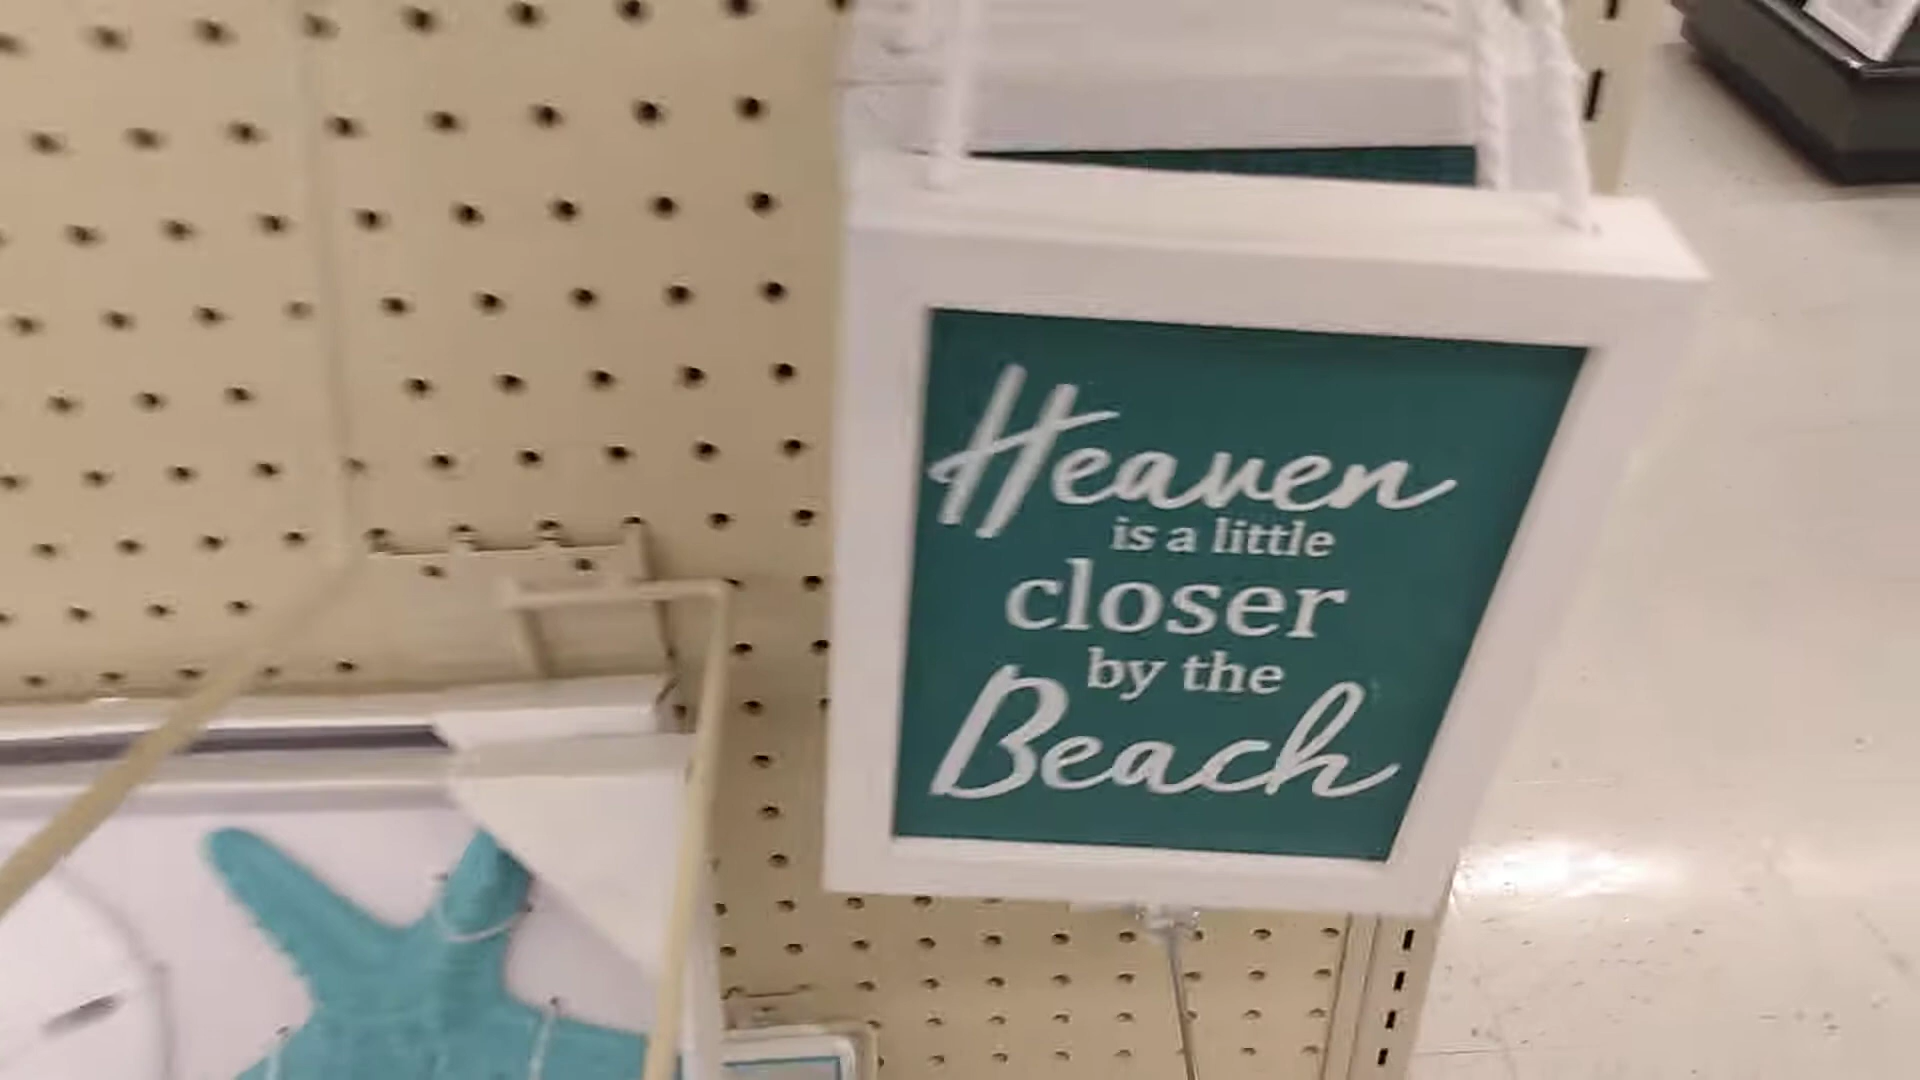 Heaven
is a little
closer
by the
Beach